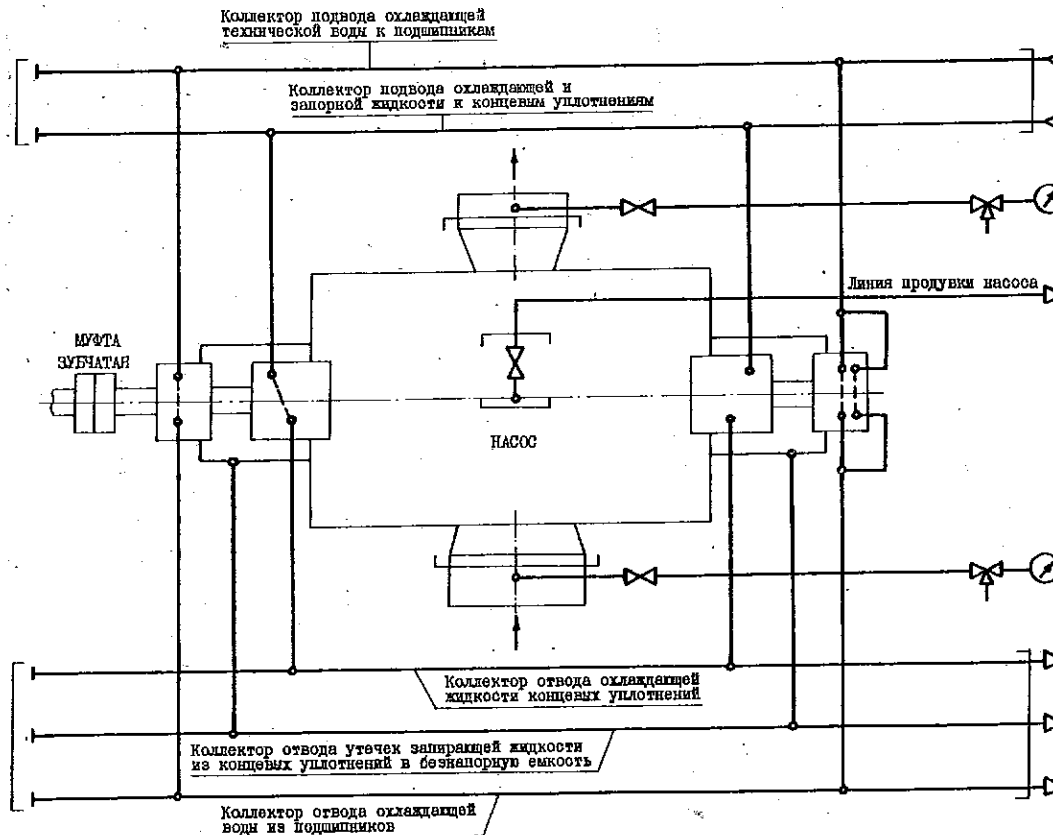 Коллектор подвода охлаждающей
технической воды к подшипникам
Коллектор подвода охлаждающей и
запорной жидкости к концевым уплотнениям
Линия продувки насоса
МУФТА
ЗУБЧАТАЯ
НАСОС
Коллектор отвода охлаждающей
жидкости концевых уплотнений
Коллектор отвода утечек запирающей жидкости
из концевых уплотнений в безнапорную емкость
Коллектор отвода охлаждающей
воды из подшипников